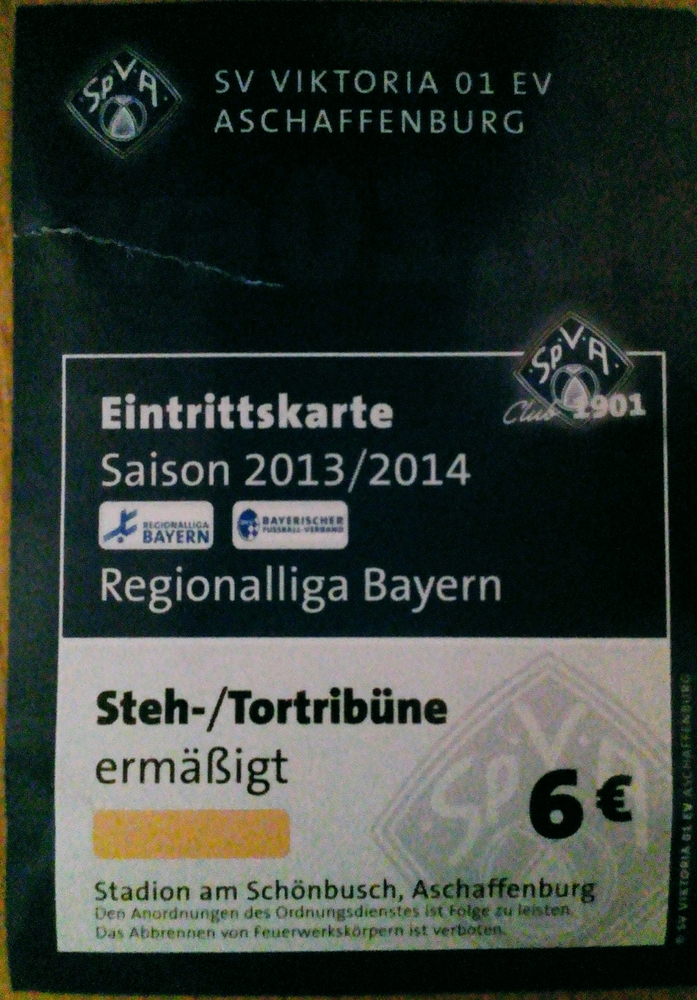 SpVA
SV VIKTORIA 01 EV
ASCHAFFENBURG
SpVA
Club 1901
Eintrittskarte
Saison 2013/2014
REGIONALLIGA
BAYERN
BAYERISCHER
FUSSBALL-VERBAND
Regionalliga Bayern
Steh-/Tortribüne
ermäßigt
SpVA
6 €
Stadion am Schönbusch, Aschaffenburg
Den Anordnungen des Ordnungsdienstes ist Folge zu leisten.
Das Abbrennen von Feuerwerkskörpern ist verboten.
© SV VIKTORIA 01 EV ASCHAFFENBURG